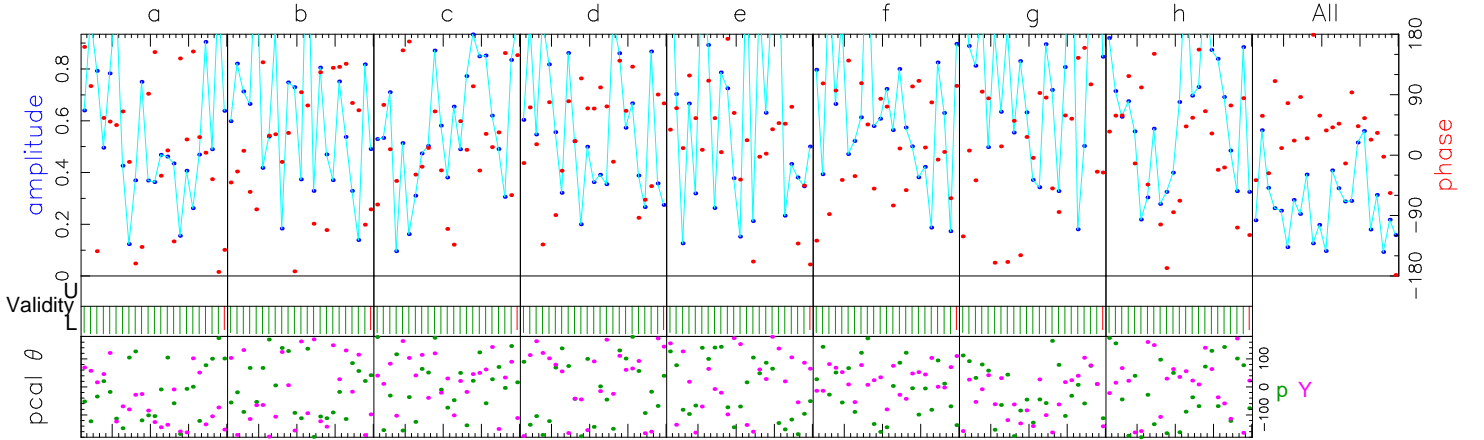 a b c d e f g h All
amplitude
0 0.2 0.4 0.6 0.8
180 90 0 −90 −180
phase
U
Validity
L
pcal θ
100 0 −100
p Y